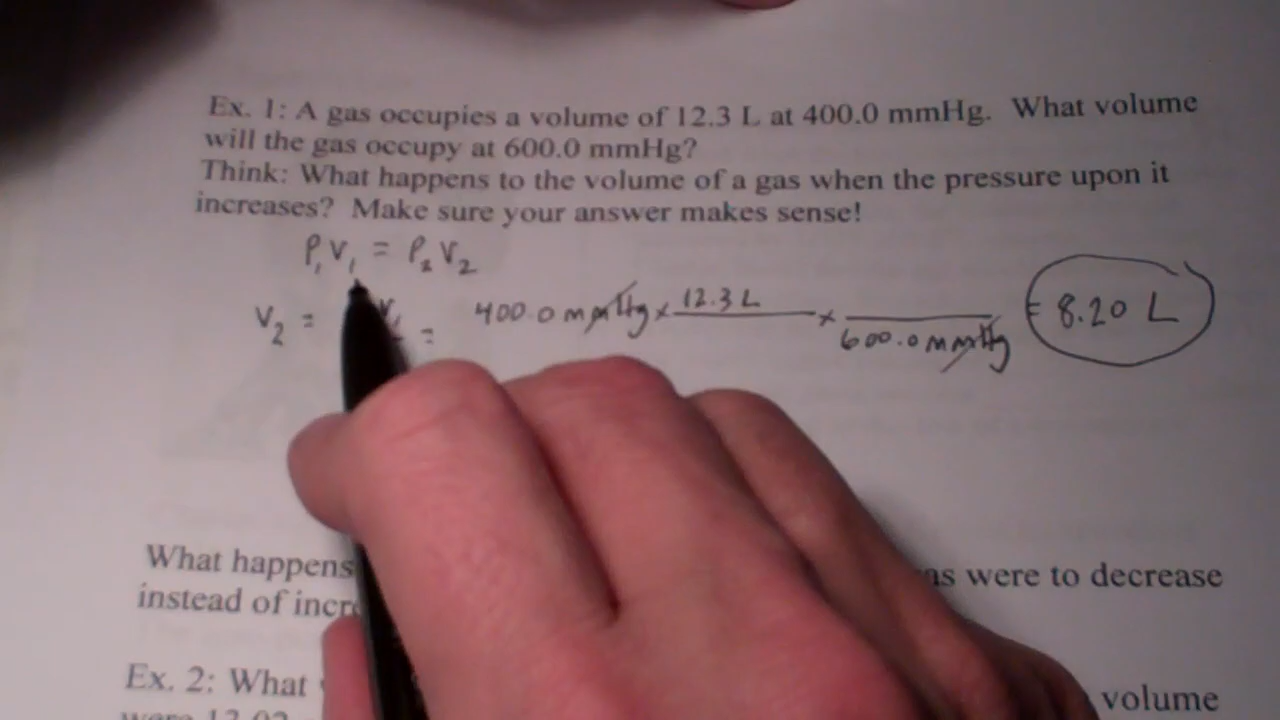 Ex. 1: A gas occupies a volume of 12.3 L at 400.0 mmHg. What volume
will the gas occupy at 600.0 mmHg?
Think: What happens to the volume of a gas when the pressure upon it
increases? Make sure your answer makes sense!
P₁V₁ = P₂V₂
V₂ = V₁ = 400.0 mmHg × 12.3 L × 600.0 mmHg = 8.20 L
What happens were to decrease
instead of
Ex. 2: What volume
were